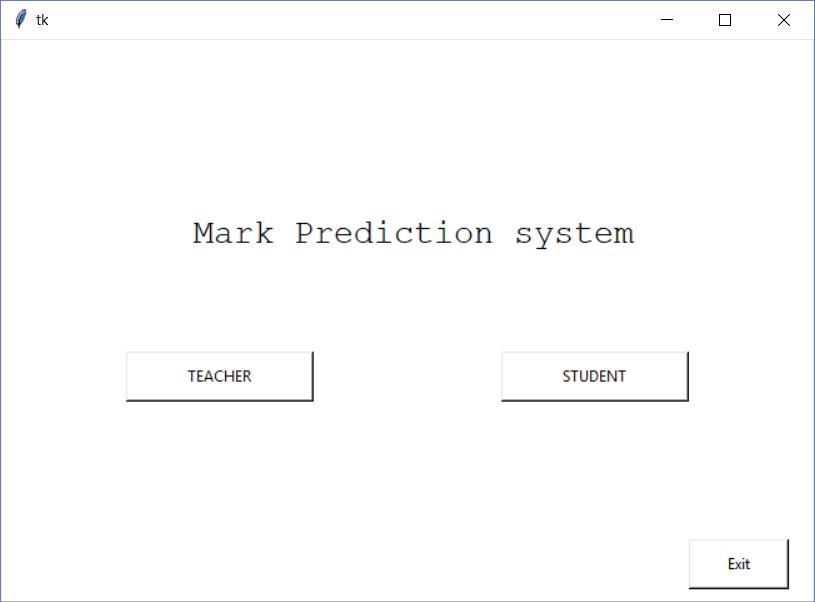 tk
Mark Prediction system
TEACHER
STUDENT
Exit